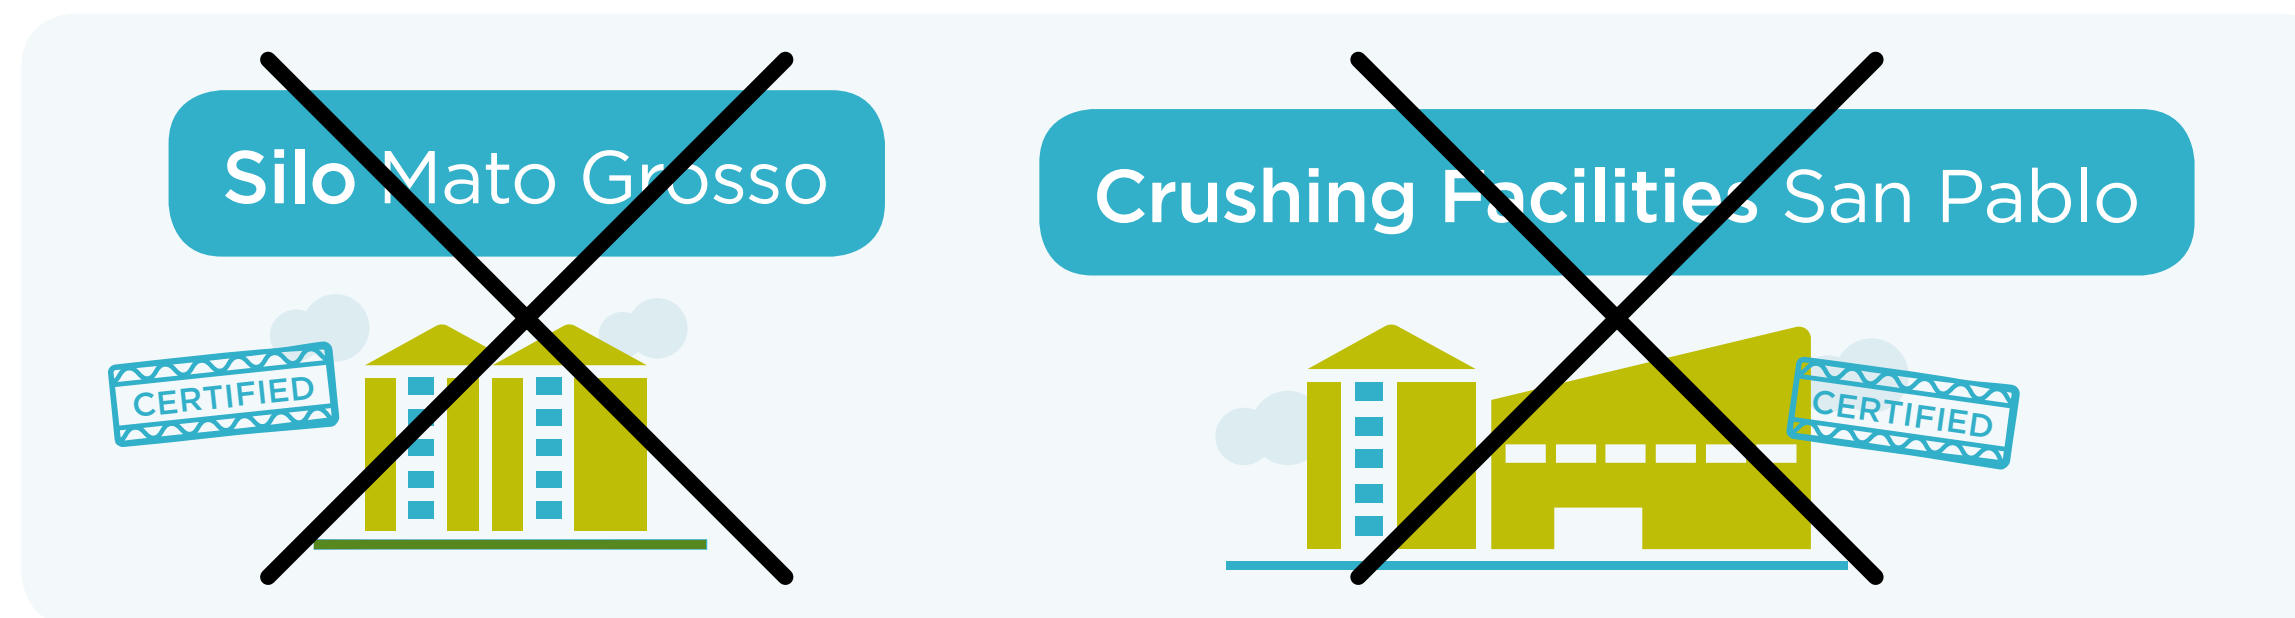 Silo Mato Grosso
Crushing Facilities San Pablo
CERTIFIED
CERTIFIED